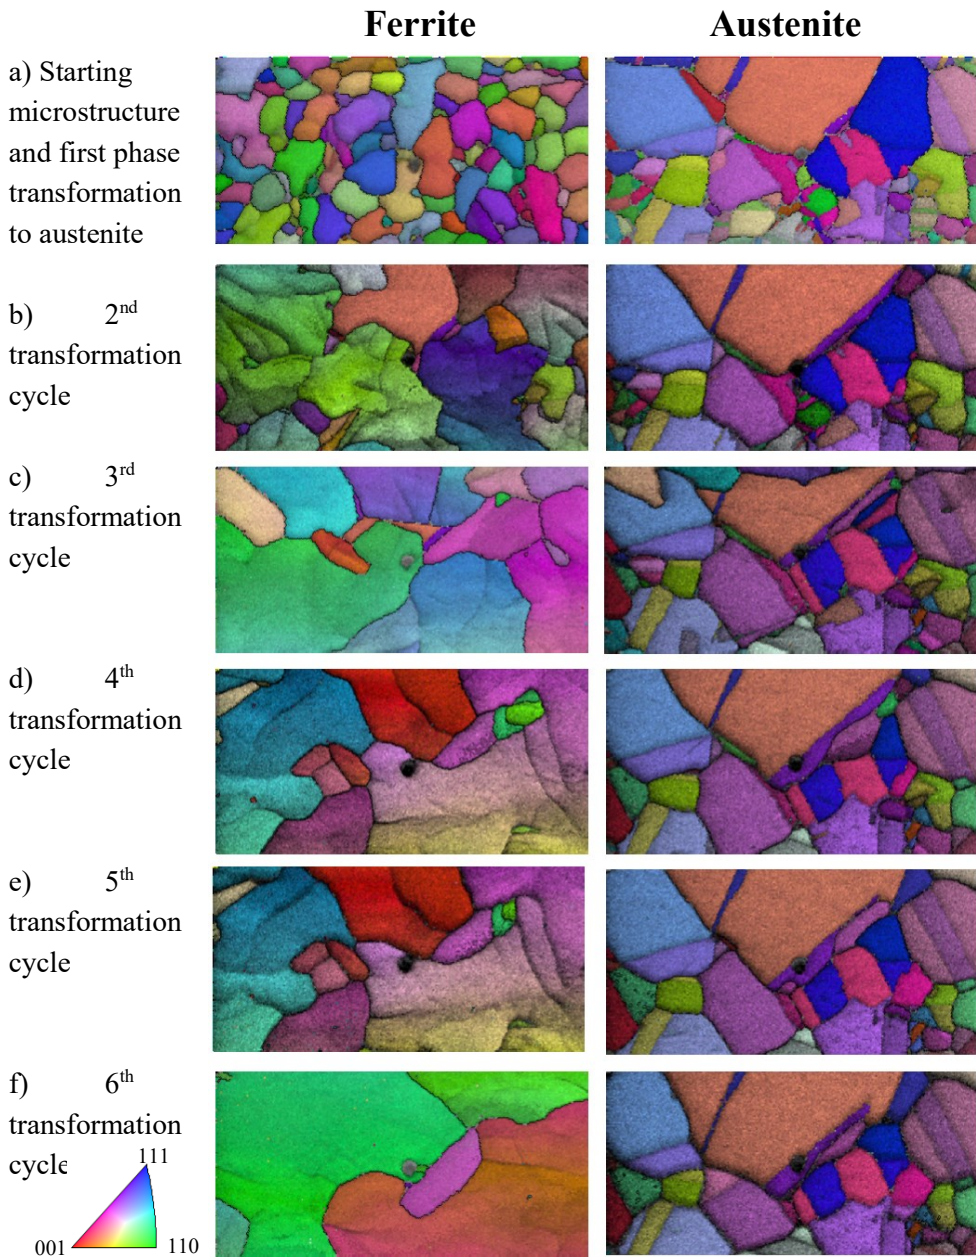 Ferrite Austenite
a) Starting
microstructure
and first phase
transformation
to austenite
b) 2nd
transformation
cycle
c) 3rd
transformation
cycle
d) 4th
transformation
cycle
e) 5th
transformation
cycle
f) 6th
transformation
cycle
111
001 110